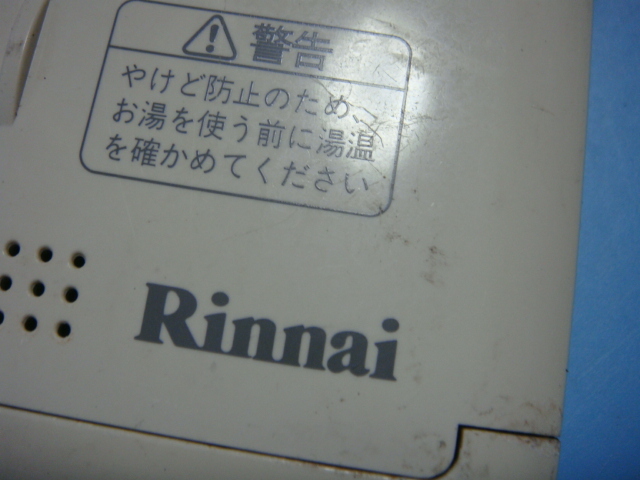 警告
やけど防止のため、
お湯を使う前に湯温
を確かめてください
Rinnai